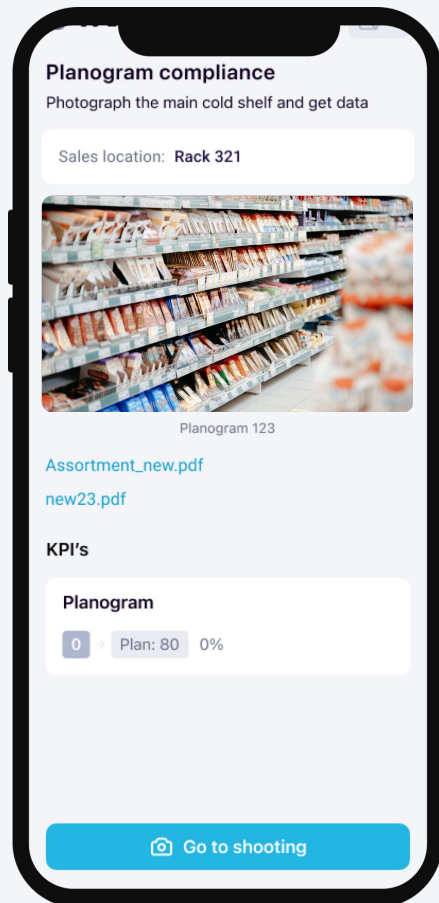 Planogram compliance
Photograph the main cold shelf and get data
Sales location: Rack 321
Planogram 123
Assortment_new.pdf
new23.pdf
KPI’s
Planogram
0 → Plan: 80 0%
Go to shooting